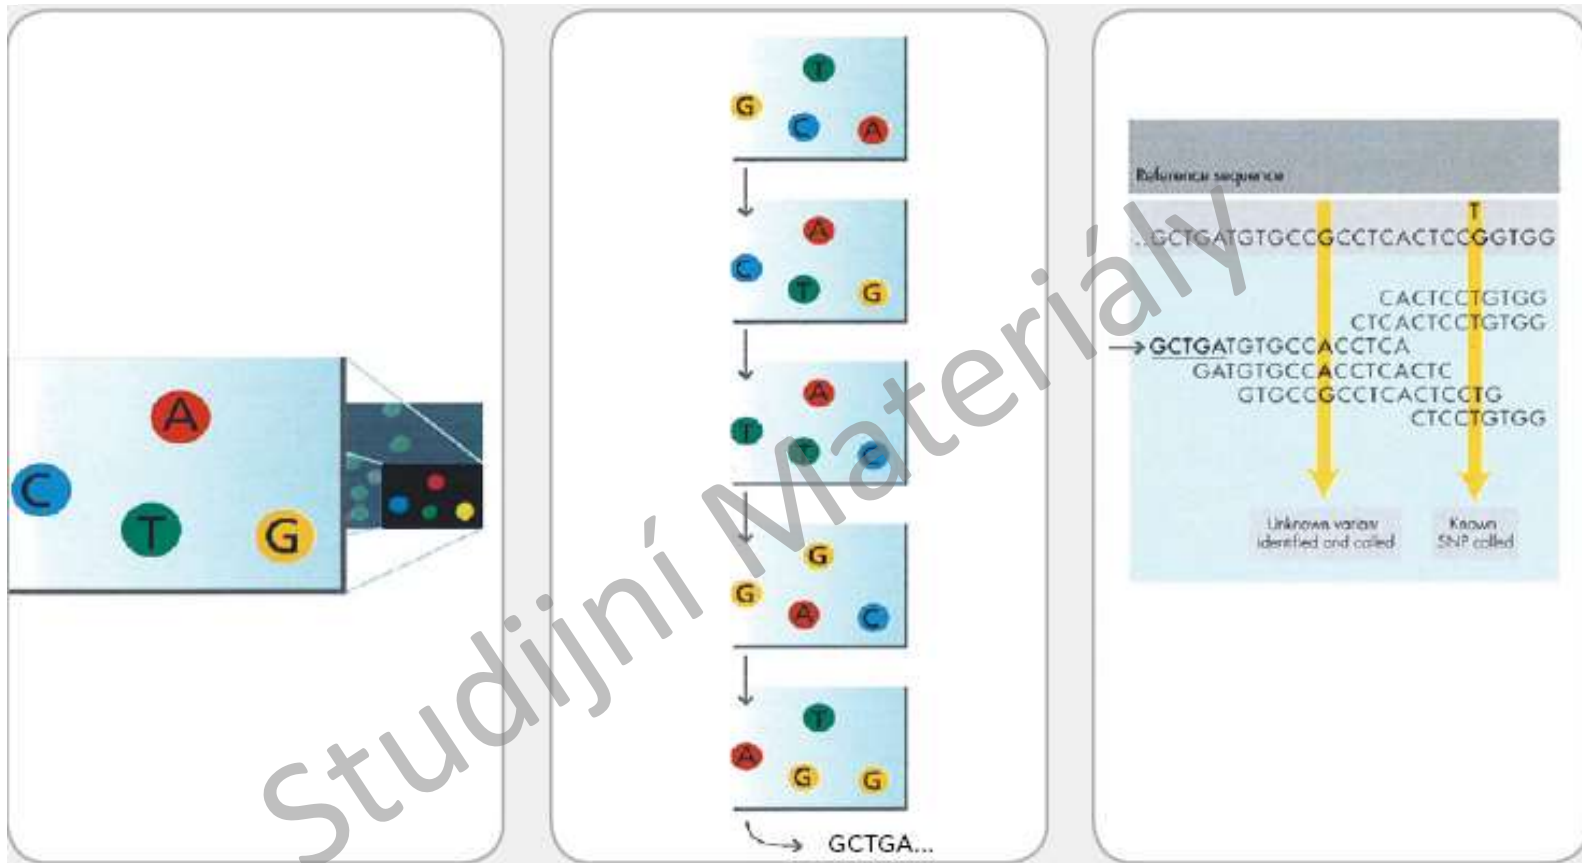 A
C
T
G
T
G
C
A
A
C
T
G
A
T
T
C
G
G
A
C
T
A
G
G
GCTGA...
Reference sequence
T
...GCTGATGTGCCGCCTCACTCCGGTGG
CACTCCTGTGG
CTCACTCCTGTGG
GCTGATGTGCCACCTCA
GATGTGCCACCTCACTC
GTGCCGCCTCACTCCTG
CTCCTGTGG
Unknown variant
identified and called
Known
SNP called
Studijní Materiály